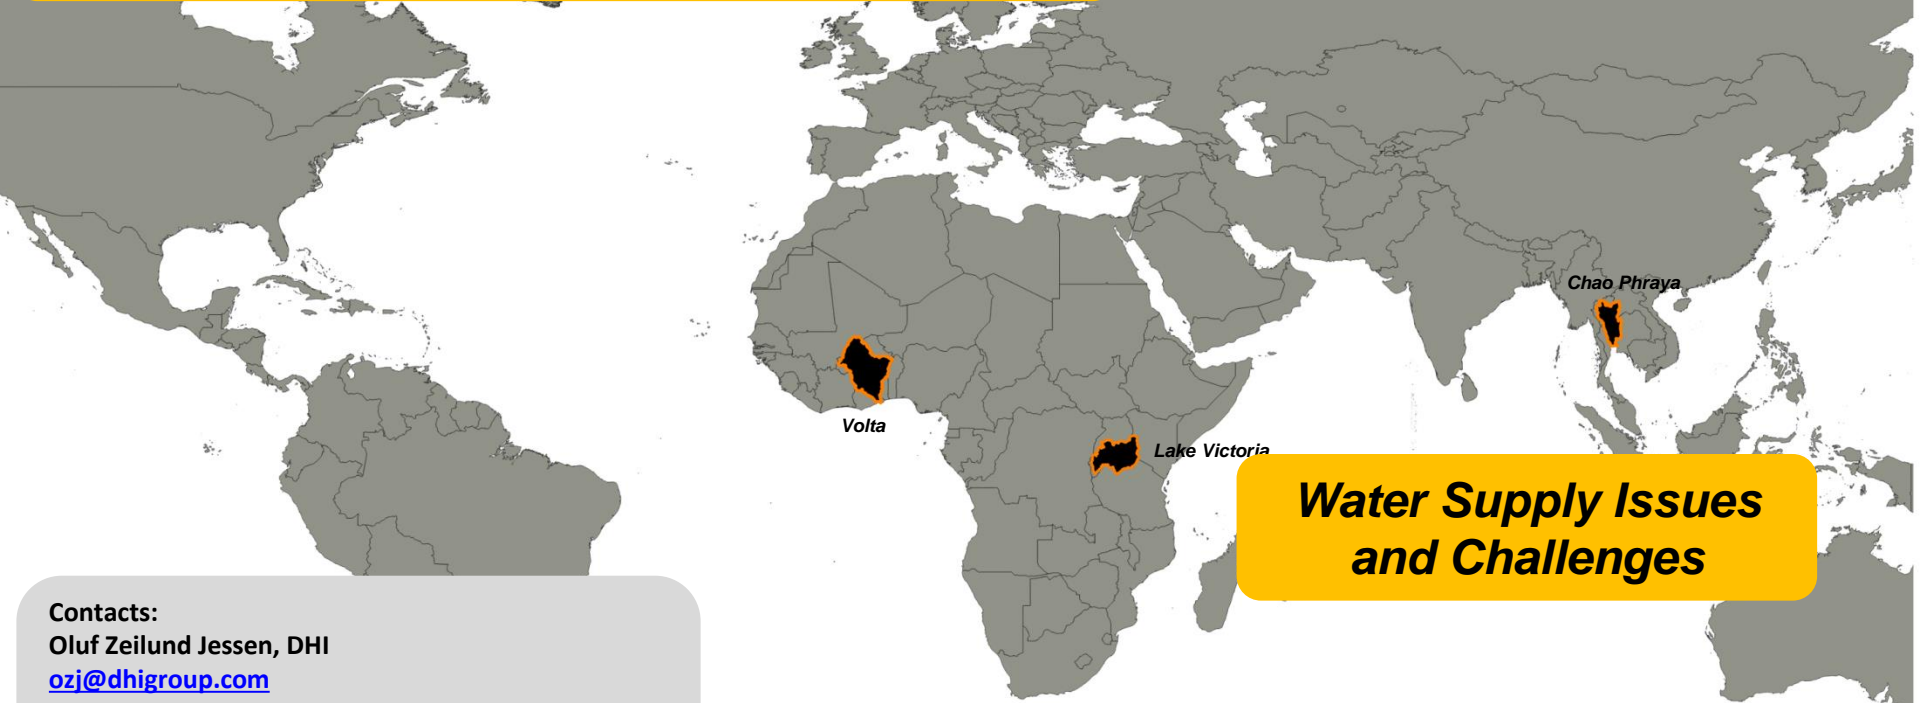 Chao Phraya
Volta
Lake Victoria
Water Supply Issues
and Challenges
Contacts:
Oluf Zeilund Jessen, DHI
ozj@dhigroup.com